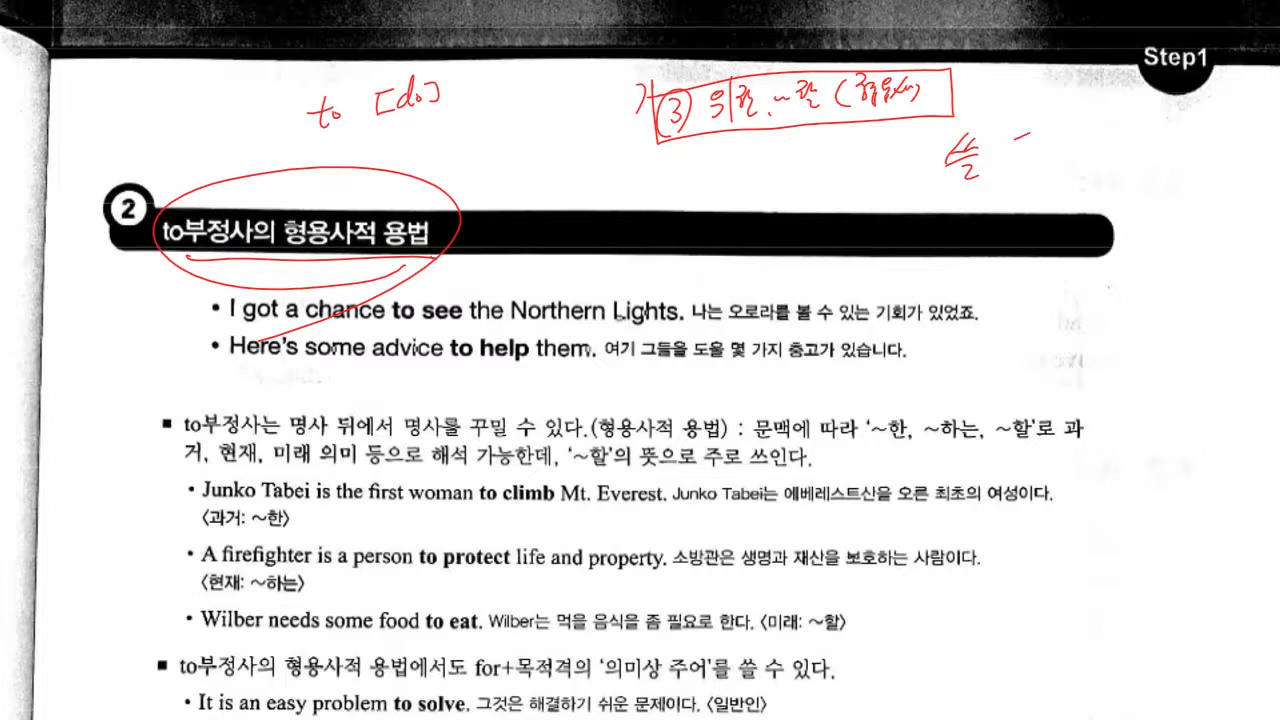 Step1
to [do]
③ 위한, ~할 (형용사)
쓸
2
to부정사의 형용사적 용법
• I got a chance to see the Northern Lights. 나는 오로라를 볼 수 있는 기회가 있었죠.
• Here's some advice to help them. 여기 그들을 도울 몇 가지 충고가 있습니다.
■ to부정사는 명사 뒤에서 명사를 꾸밀 수 있다.(형용사적 용법) : 문맥에 따라 '~한, ~하는, ~할'로 과
거, 현재, 미래 의미 등으로 해석 가능한데, '~할'의 뜻으로 주로 쓰인다.
• Junko Tabei is the first woman to climb Mt. Everest. Junko Tabei는 에베레스트산을 오른 최초의 여성이다.
〈과거: ~한〉
• A firefighter is a person to protect life and property. 소방관은 생명과 재산을 보호하는 사람이다.
〈현재: ~하는〉
• Wilber needs some food to eat. Wilber는 먹을 음식을 좀 필요로 한다. 〈미래: ~할〉
■ to부정사의 형용사적 용법에서도 for+목적격의 '의미상 주어'를 쓸 수 있다.
• It is an easy problem to solve. 그것은 해결하기 쉬운 문제이다. 〈일반인〉